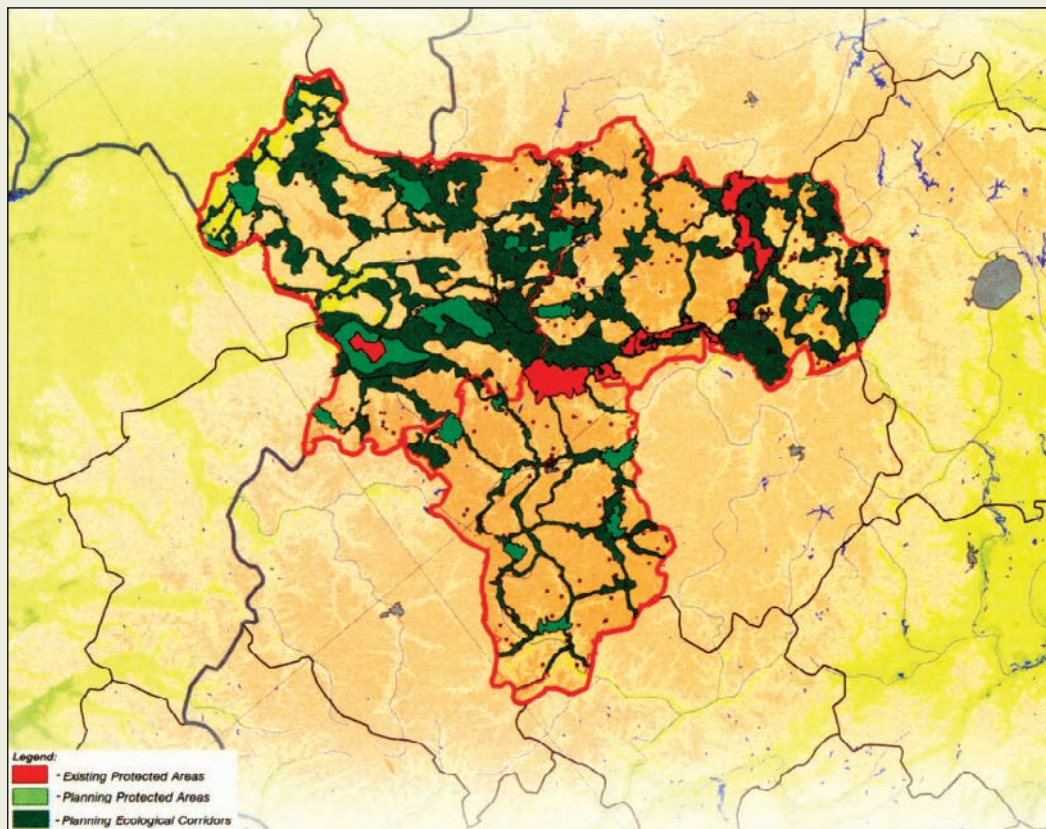 Legend:
- Existing Protected Areas
- Planning Protected Areas
- Planning Ecological Corridors